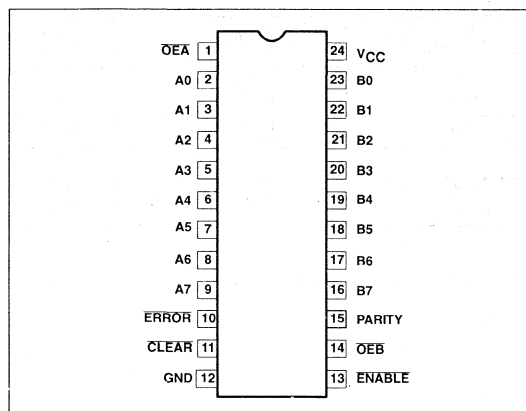 OEA 1 24 VCC
A0 2 23 B0
A1 3 22 B1
A2 4 21 B2
A3 5 20 B3
A4 6 19 B4
A5 7 18 B5
A6 8 17 R6
A7 9 16 B7
ERROR 10 15 PARITY
CLEAR 11 14 OEB
GND 12 13 ENABLE